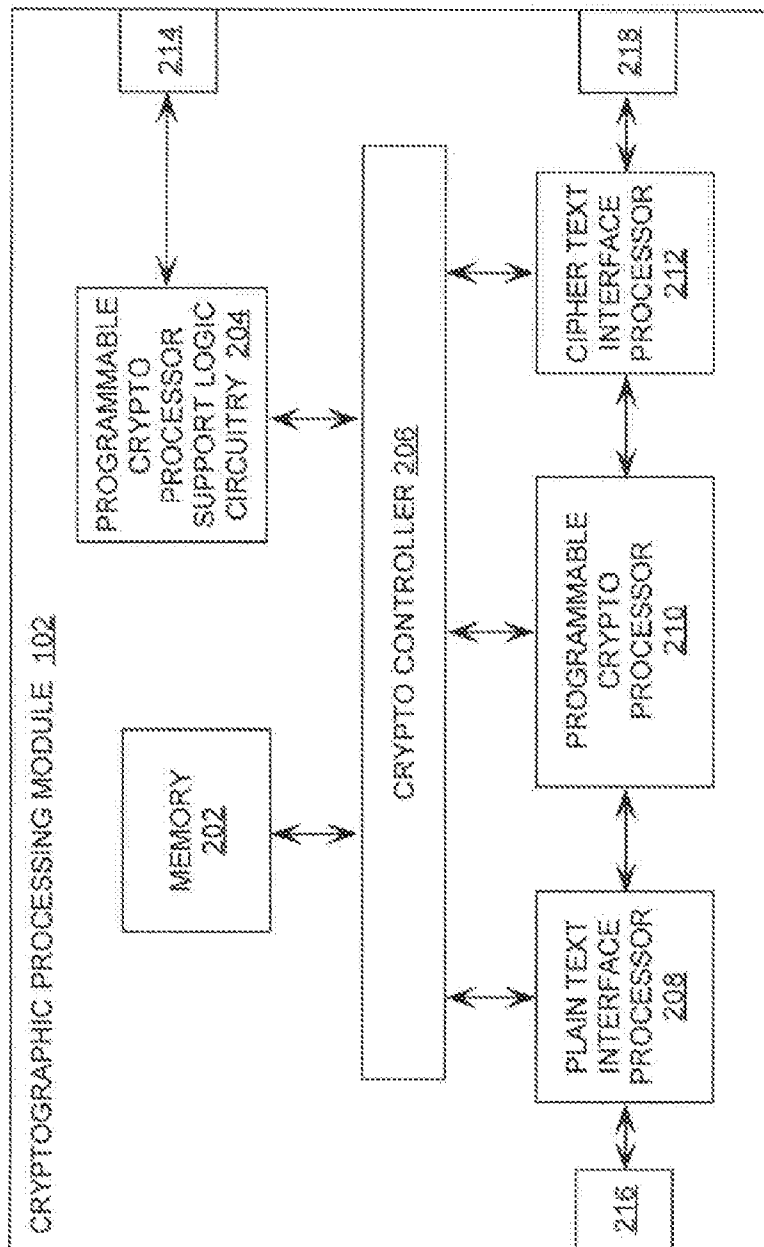 CRYPTOGRAPHIC PROCESSING MODULE 102
MEMORY
202
PROGRAMMABLE
CRYPTO
PROCESSOR
SUPPORT LOGIC
CIRCUITRY 204
214
CRYPTO CONTROLLER 206
216
PLAIN TEXT
INTERFACE
PROCESSOR
208
PROGRAMMABLE
CRYPTO
PROCESSOR
210
CIPHER TEXT
INTERFACE
PROCESSOR
212
218